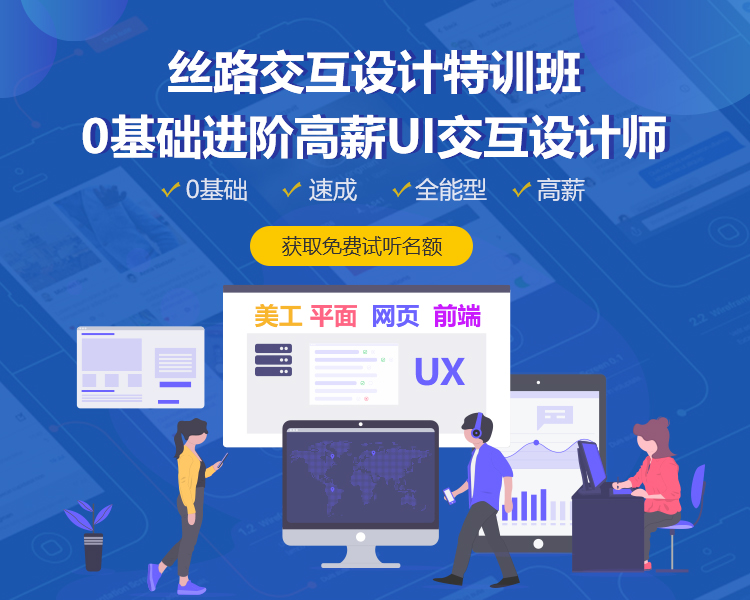 丝路交互设计特训班
0基础进阶高薪UI交互设计师
0基础 速成 全能型 高薪
获取免费试听名额
美工 平面 网页 前端
UX